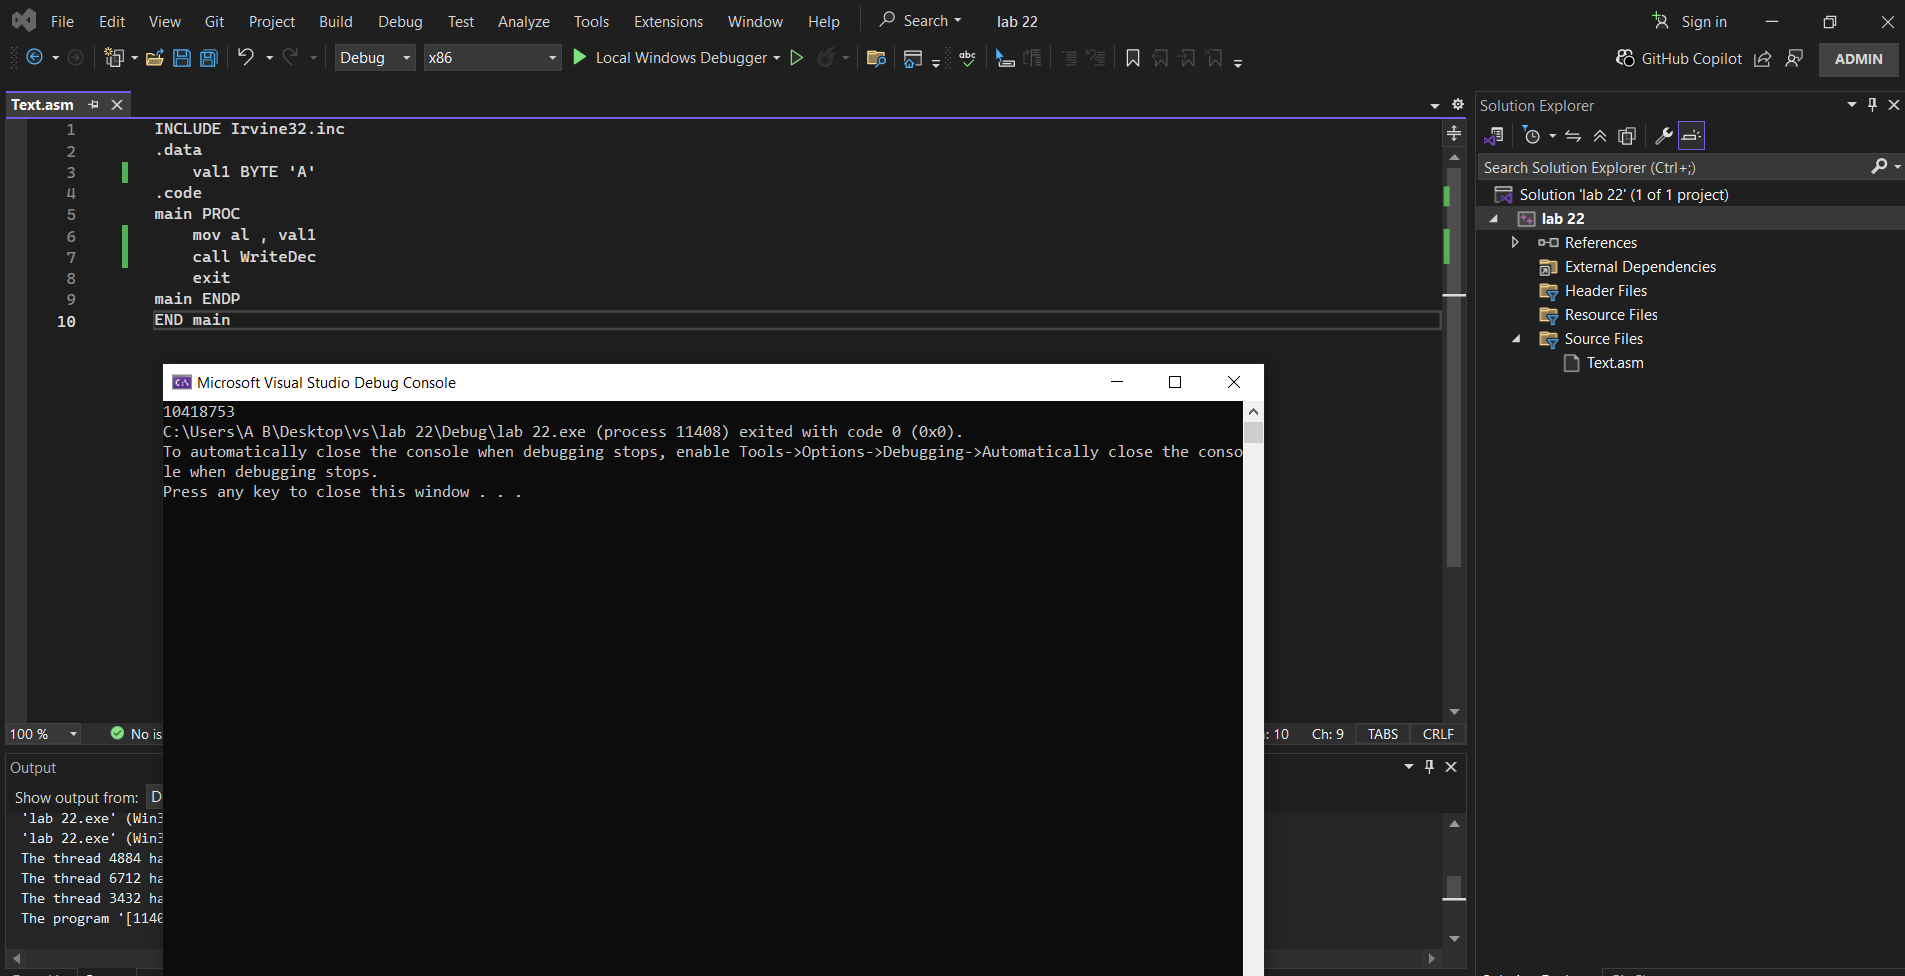 File Edit View Git Project Build Debug Test Analyze Tools Extensions Window Help Search lab 22 Sign in
Debug x86 Local Windows Debugger abc GitHub Copilot ADMIN
Text.asm
1 INCLUDE Irvine32.inc
2 .data
3 val1 BYTE 'A'
4 .code
5 main PROC
6 mov al , val1
7 call WriteDec
8 exit
9 main ENDP
10 END main
Microsoft Visual Studio Debug Console
10418753
C:\Users\A B\Desktop\vs\lab 22\Debug\lab 22.exe (process 11408) exited with code 0 (0x0).
To automatically close the console when debugging stops, enable Tools->Options->Debugging->Automatically close the conso
le when debugging stops.
Press any key to close this window . . .
100 % No is : 10 Ch: 9 TABS CRLF
Output
Show output from: D
'lab 22.exe' (Win3
'lab 22.exe' (Win3
The thread 4884 ha
The thread 6712 ha
The thread 3432 ha
The program '[1140
Solution Explorer
Search Solution Explorer (Ctrl+;)
Solution 'lab 22' (1 of 1 project)
lab 22
References
External Dependencies
Header Files
Resource Files
Source Files
Text.asm